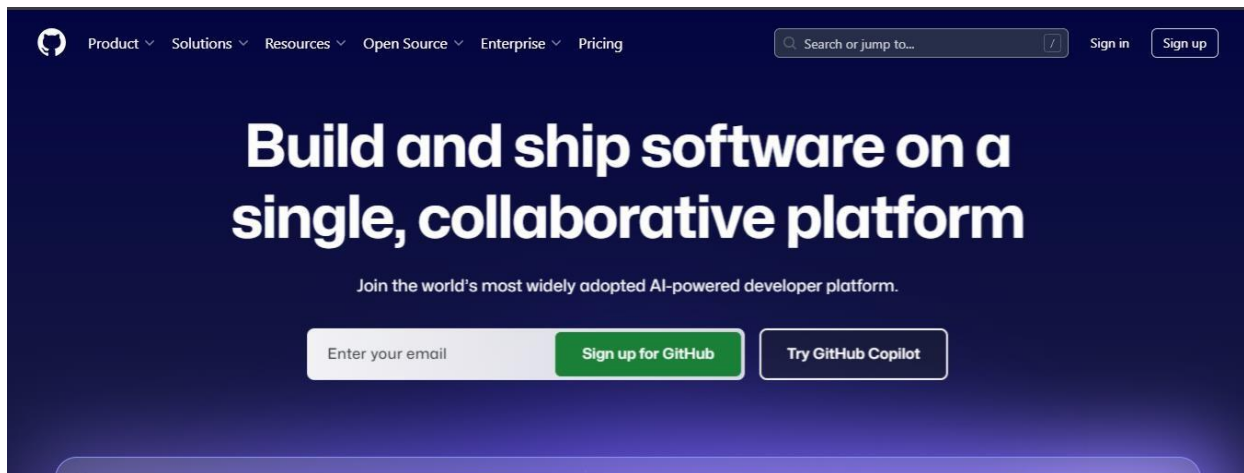 Product Solutions Resources Open Source Enterprise Pricing Search or jump to... / Sign in Sign up
Build and ship software on a
single, collaborative platform
Join the world's most widely adopted AI-powered developer platform.
Enter your email Sign up for GitHub Try GitHub Copilot